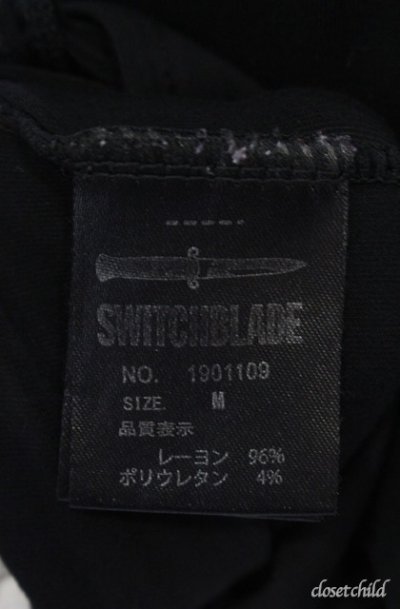 SWITCHBLADE
NO. 1901109
SIZE. M
品質表示
レーヨン 96%
ポリウレタン 4%
closetchild